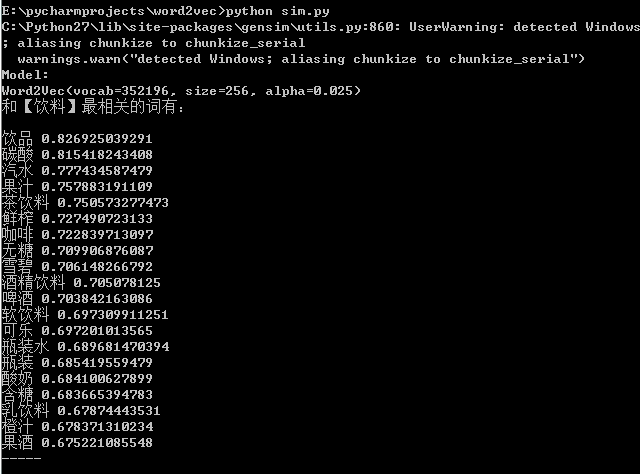 E:\pycharmprojects\word2vec>python sim.py
C:\Python27\lib\site-packages\gensim\utils.py:860: UserWarning: detected Windows
; aliasing chunkize to chunkize_serial
  warnings.warn("detected Windows; aliasing chunkize to chunkize_serial")
Model:
Word2Vec(vocab=352196, size=256, alpha=0.025)
和【饮料】最相关的词有:
饮品 0.826925039291
碳酸 0.815418243408
汽水 0.777434587479
果汁 0.757883191109
茶饮料 0.750573277473
鲜榨 0.727490723133
咖啡 0.722839713097
无糖 0.709906876087
雪碧 0.706148266792
酒精饮料 0.705078125
啤酒 0.703842163086
软饮料 0.697309911251
可乐 0.697201013565
瓶装水 0.689681470394
瓶装 0.685419559479
酸奶 0.684100627899
含糖 0.683665394783
乳饮料 0.67874443531
橙汁 0.678371310234
果酒 0.675221085548
-----